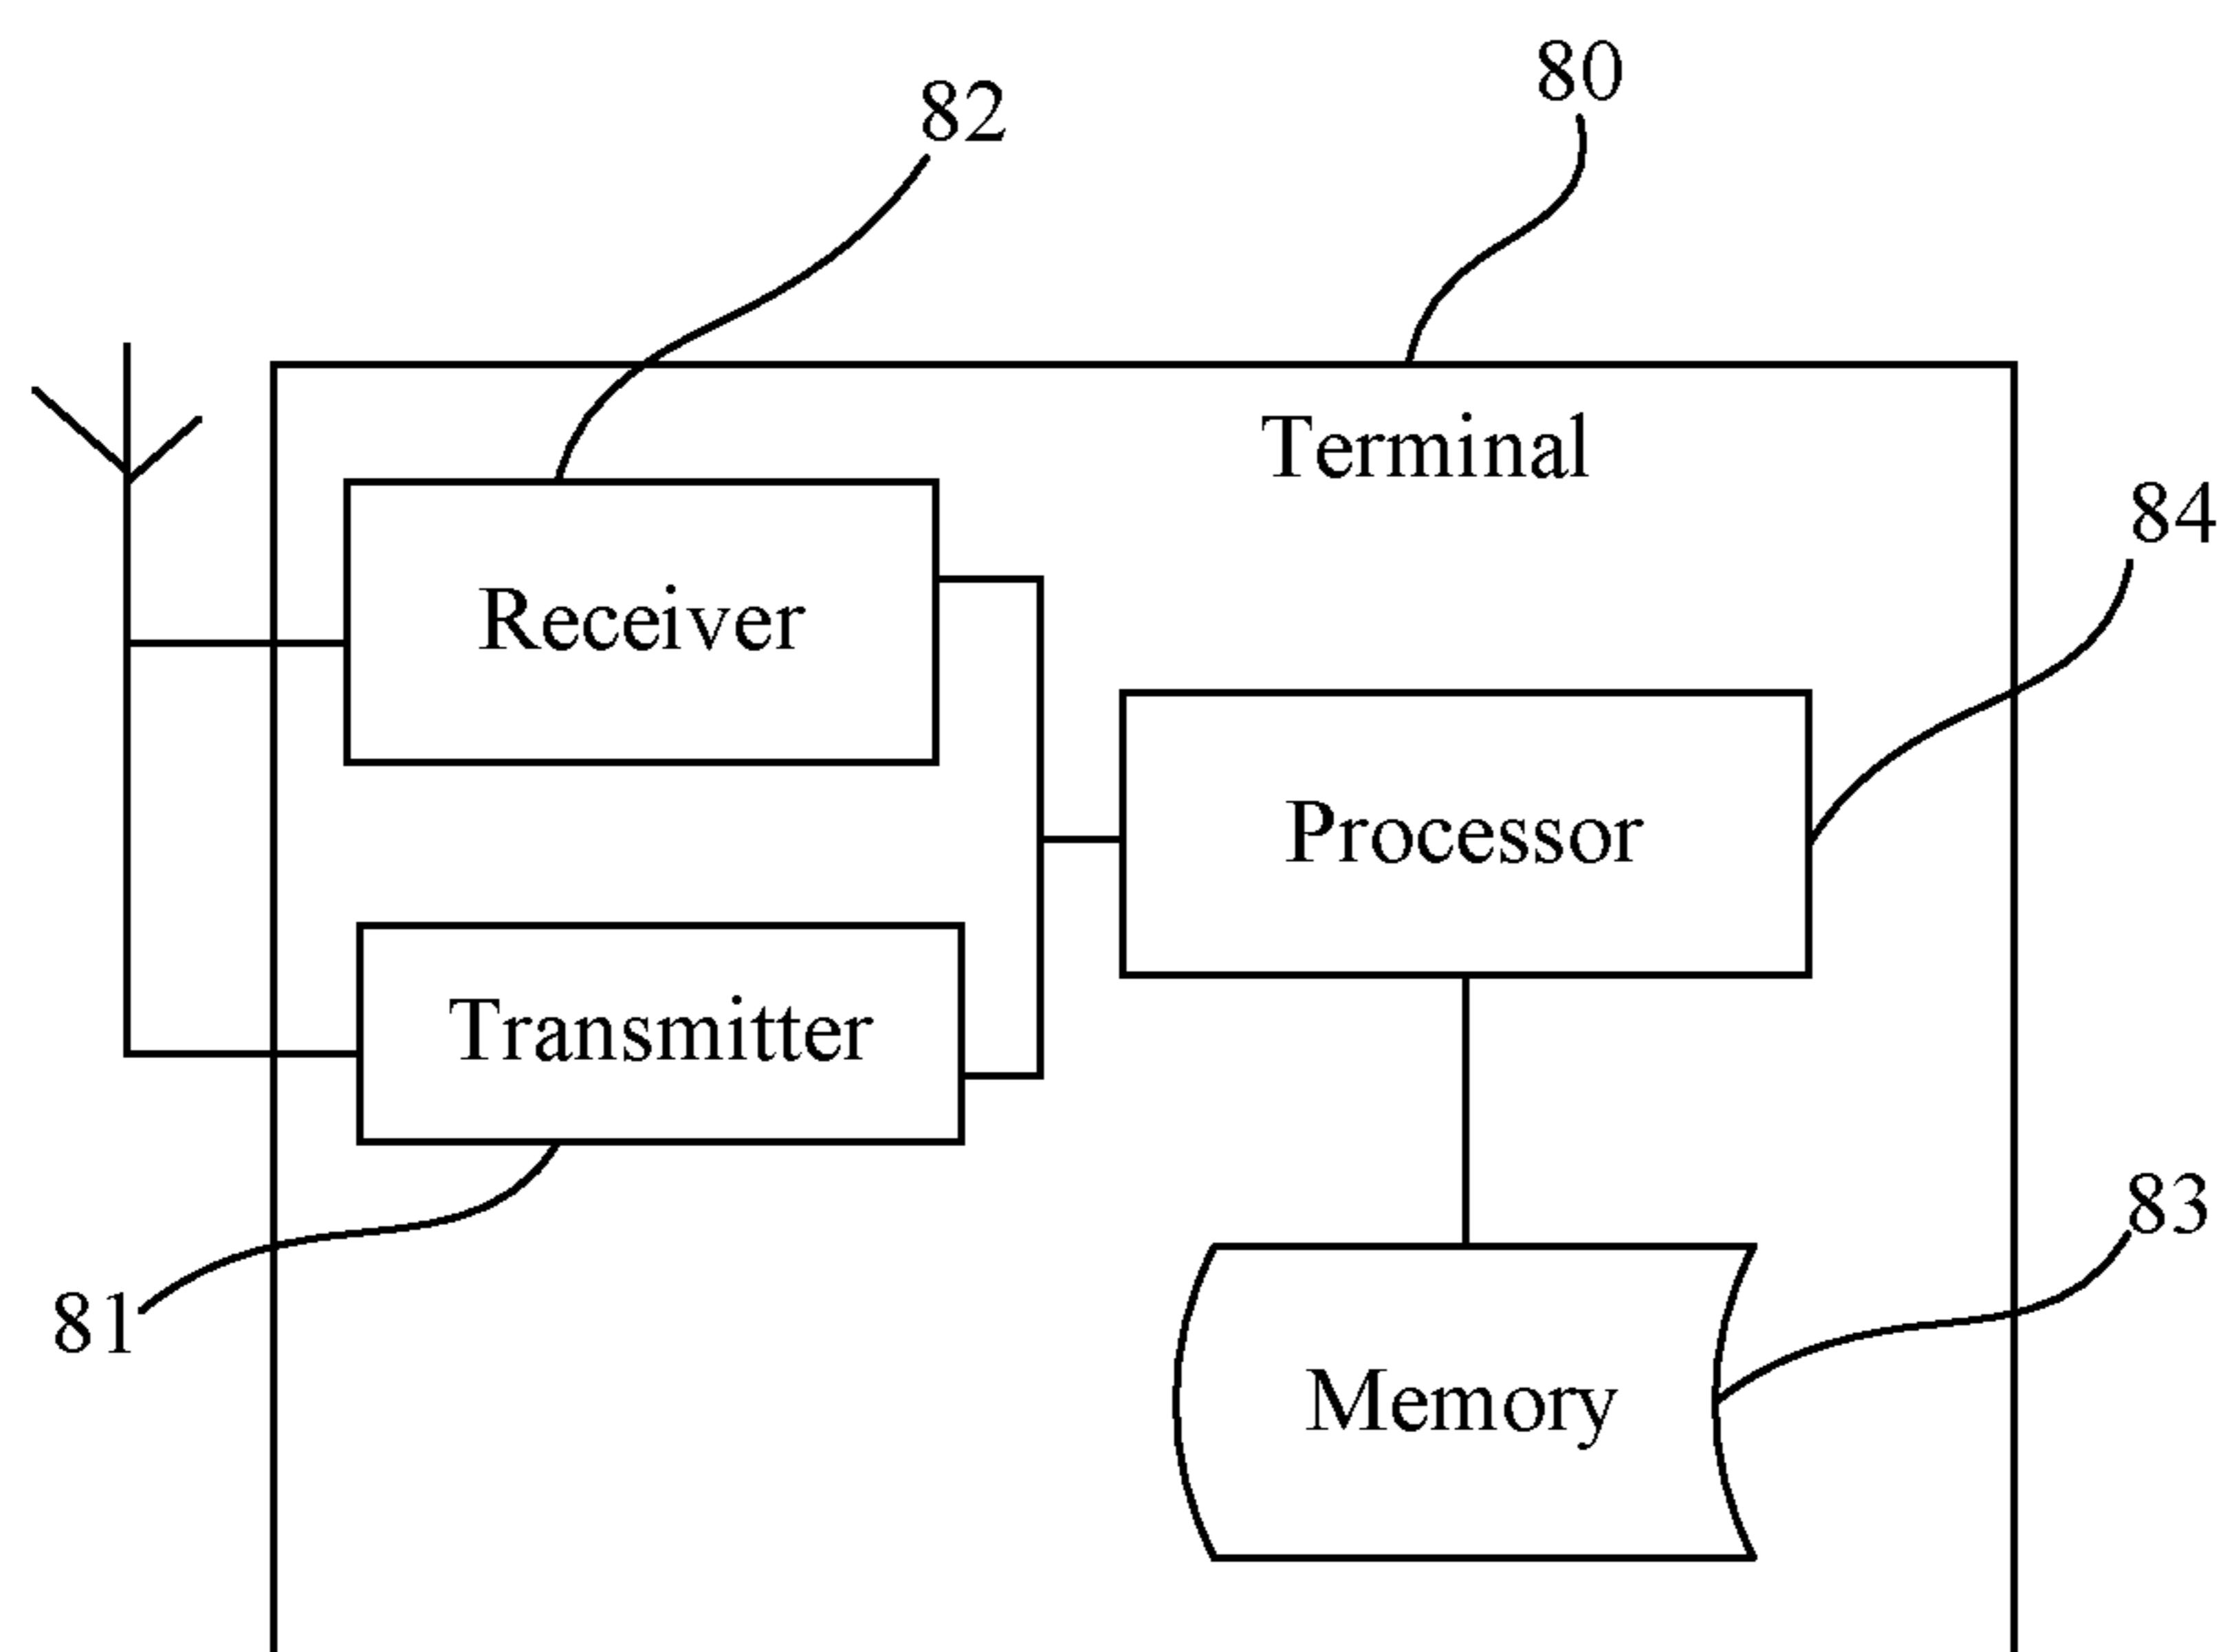 80
82
Terminal
84
Receiver
Processor
Transmitter
83
81
Memory